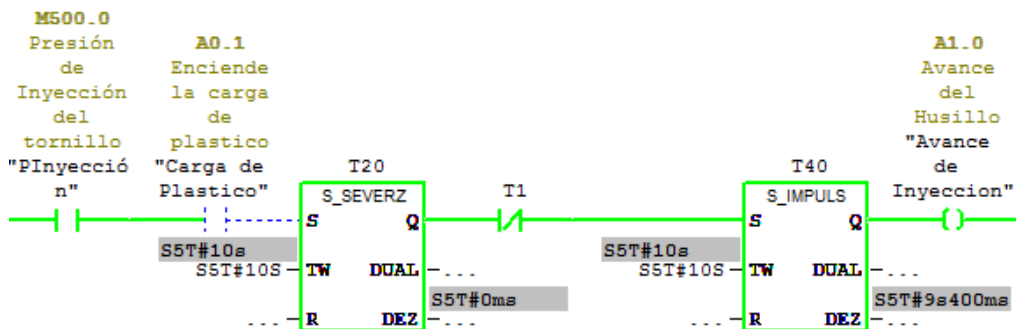 M500.0
Presión
de
Inyección
del
tornillo
"PInyecció
n"
A0.1
Enciende
la carga
de
plastico
"Carga de
Plastico"
T20
S_SEVERZ
S
Q
S5T#10s
S5T#10S
TW
DUAL
...
S5T#0ms
...
R
DEZ
...
T1
T40
S_IMPULS
S
Q
S5T#10s
S5T#10S
TW
DUAL
...
S5T#9s400ms
...
R
DEZ
...
A1.0
Avance
del
Husillo
"Avance
de
Inyeccion"